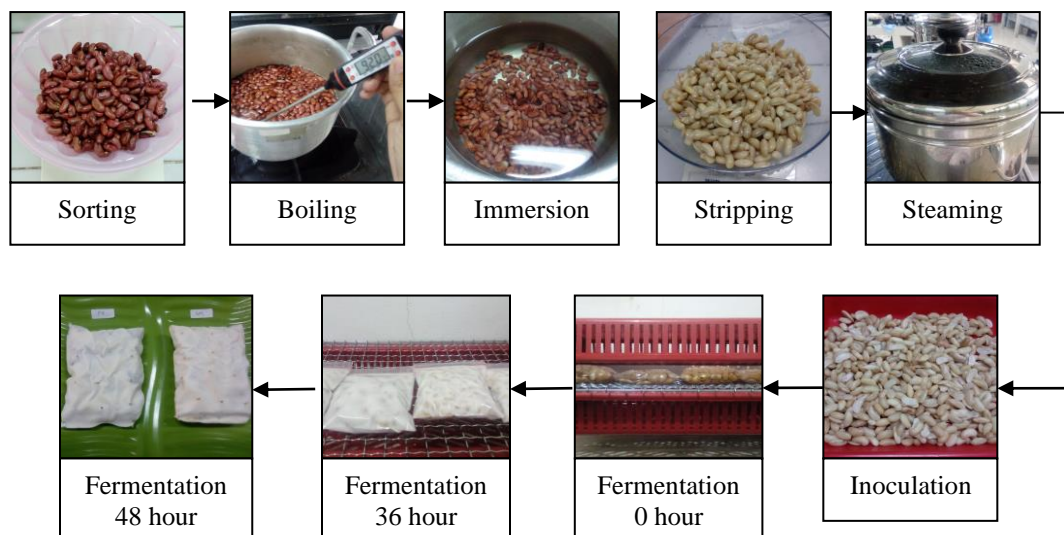 Sorting
Boiling
Immersion
Stripping
Steaming
Inoculation
Fermentation
0 hour
Fermentation
36 hour
Fermentation
48 hour